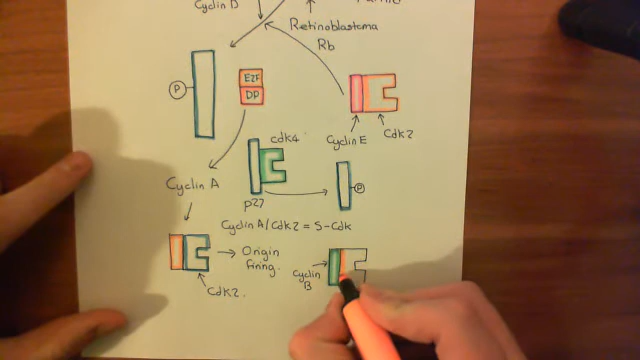 Cyclin D
Retinoblastoma
Rb
P
E2F
DP
Cyclin E
Cdk2
cdk4
Cyclin A
p27
P
Cyclin A/Cdk2 = S-Cdk
Origin
firing.
Cdk2.
Cyclin
B